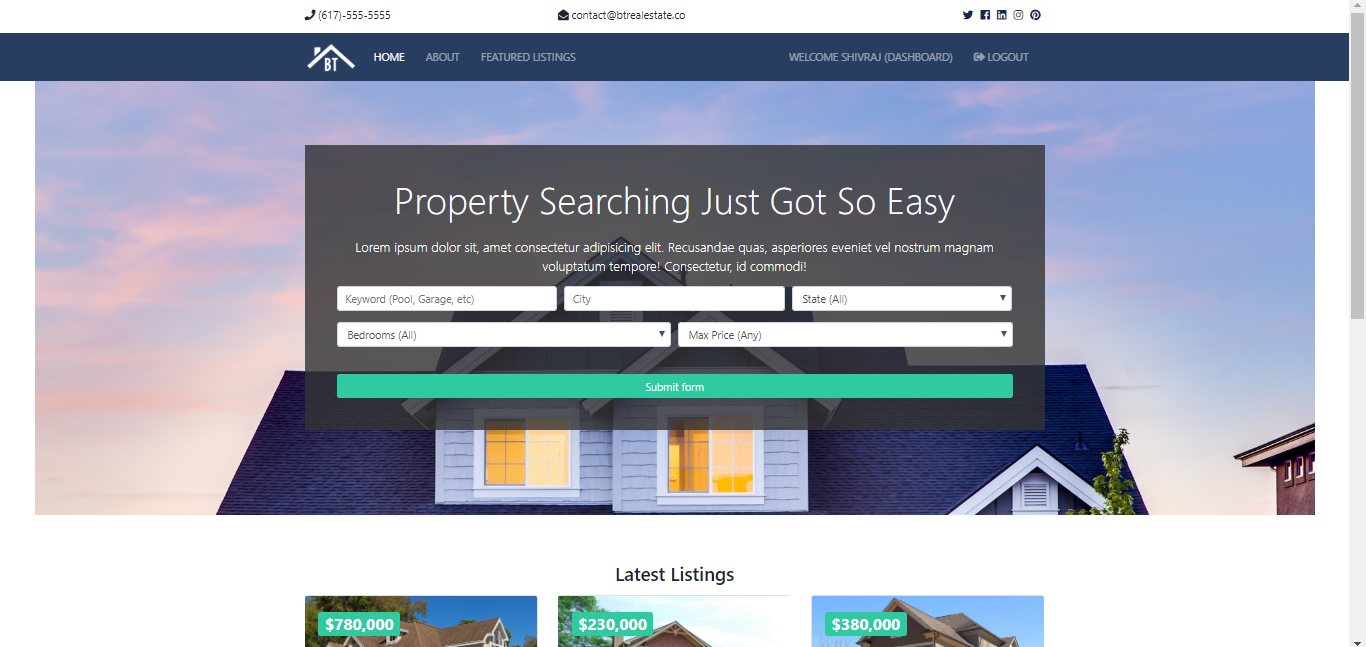 (617)-555-5555
contact@btrealestate.co
BT
HOME
ABOUT
FEATURED LISTINGS
WELCOME SHIVRAJ (DASHBOARD)
LOGOUT
Property Searching Just Got So Easy
Lorem ipsum dolor sit, amet consectetur adipisicing elit. Recusandae quas, asperiores eveniet vel nostrum magnam
voluptatum tempore! Consectetur, id commodi!
Keyword (Pool, Garage, etc)
City
State (All)
Bedrooms (All)
Max Price (Any)
Submit form
Latest Listings
$780,000
$230,000
$380,000